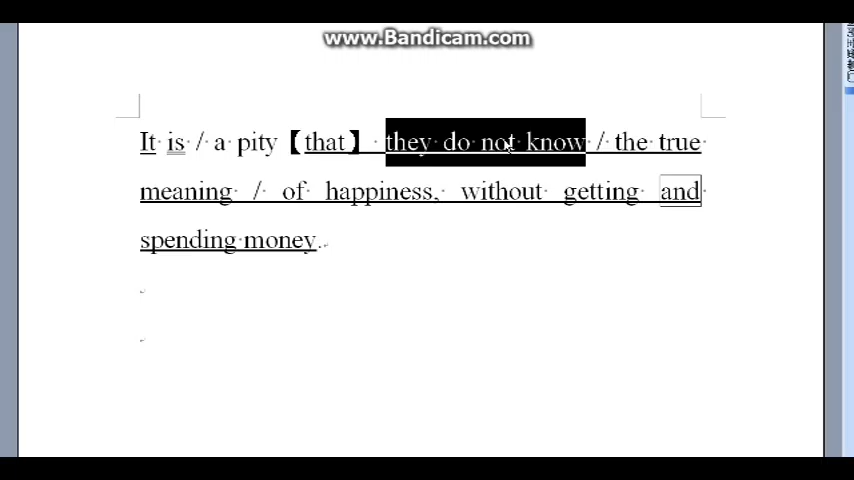 www.Bandicam.com
It is / a pity【that】 they do not know / the true
meaning / of happiness, without getting and
spending money.